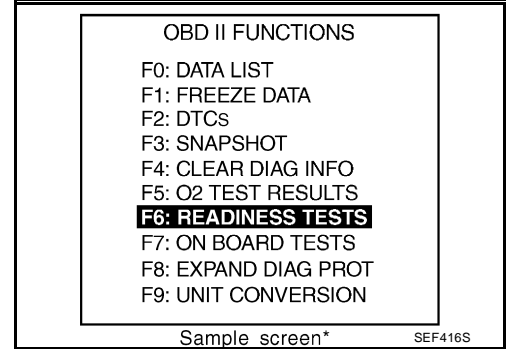 OBD II FUNCTIONS
F0: DATA LIST
F1: FREEZE DATA
F2: DTCs
F3: SNAPSHOT
F4: CLEAR DIAG INFO
F5: O2 TEST RESULTS
F6: READINESS TESTS
F7: ON BOARD TESTS
F8: EXPAND DIAG PROT
F9: UNIT CONVERSION
Sample screen*
SEF416S